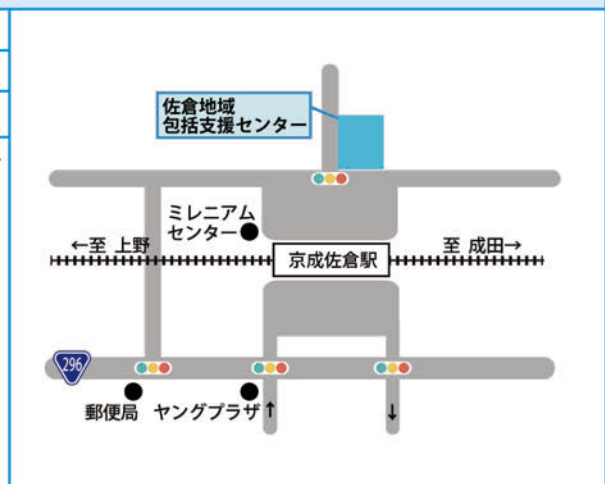 佐倉地域
包括支援センター
ミレニアム
センター
←至 上野
京成佐倉駅
至 成田→
296
郵便局
ヤングプラザ
↑
↓